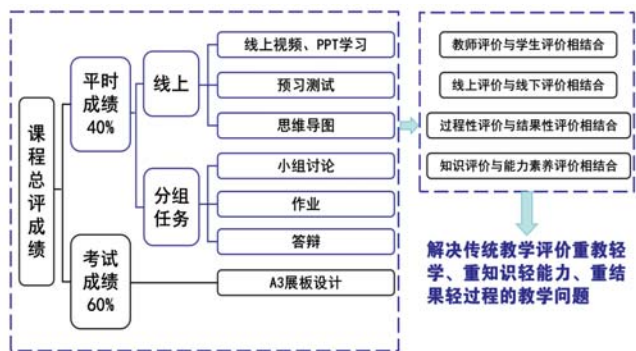 课程总评成绩
平时
成绩
40%
线上
线上视频、PPT学习
预习测试
思维导图
分组
任务
小组讨论
作业
答辩
考试
成绩
60%
A3展板设计
教师评价与学生评价相结合
线上评价与线下评价相结合
过程性评价与结果性评价相结合
知识评价与能力素养评价相结合
解决传统教学评价重教轻
学、重知识轻能力、重结
果轻过程的教学问题